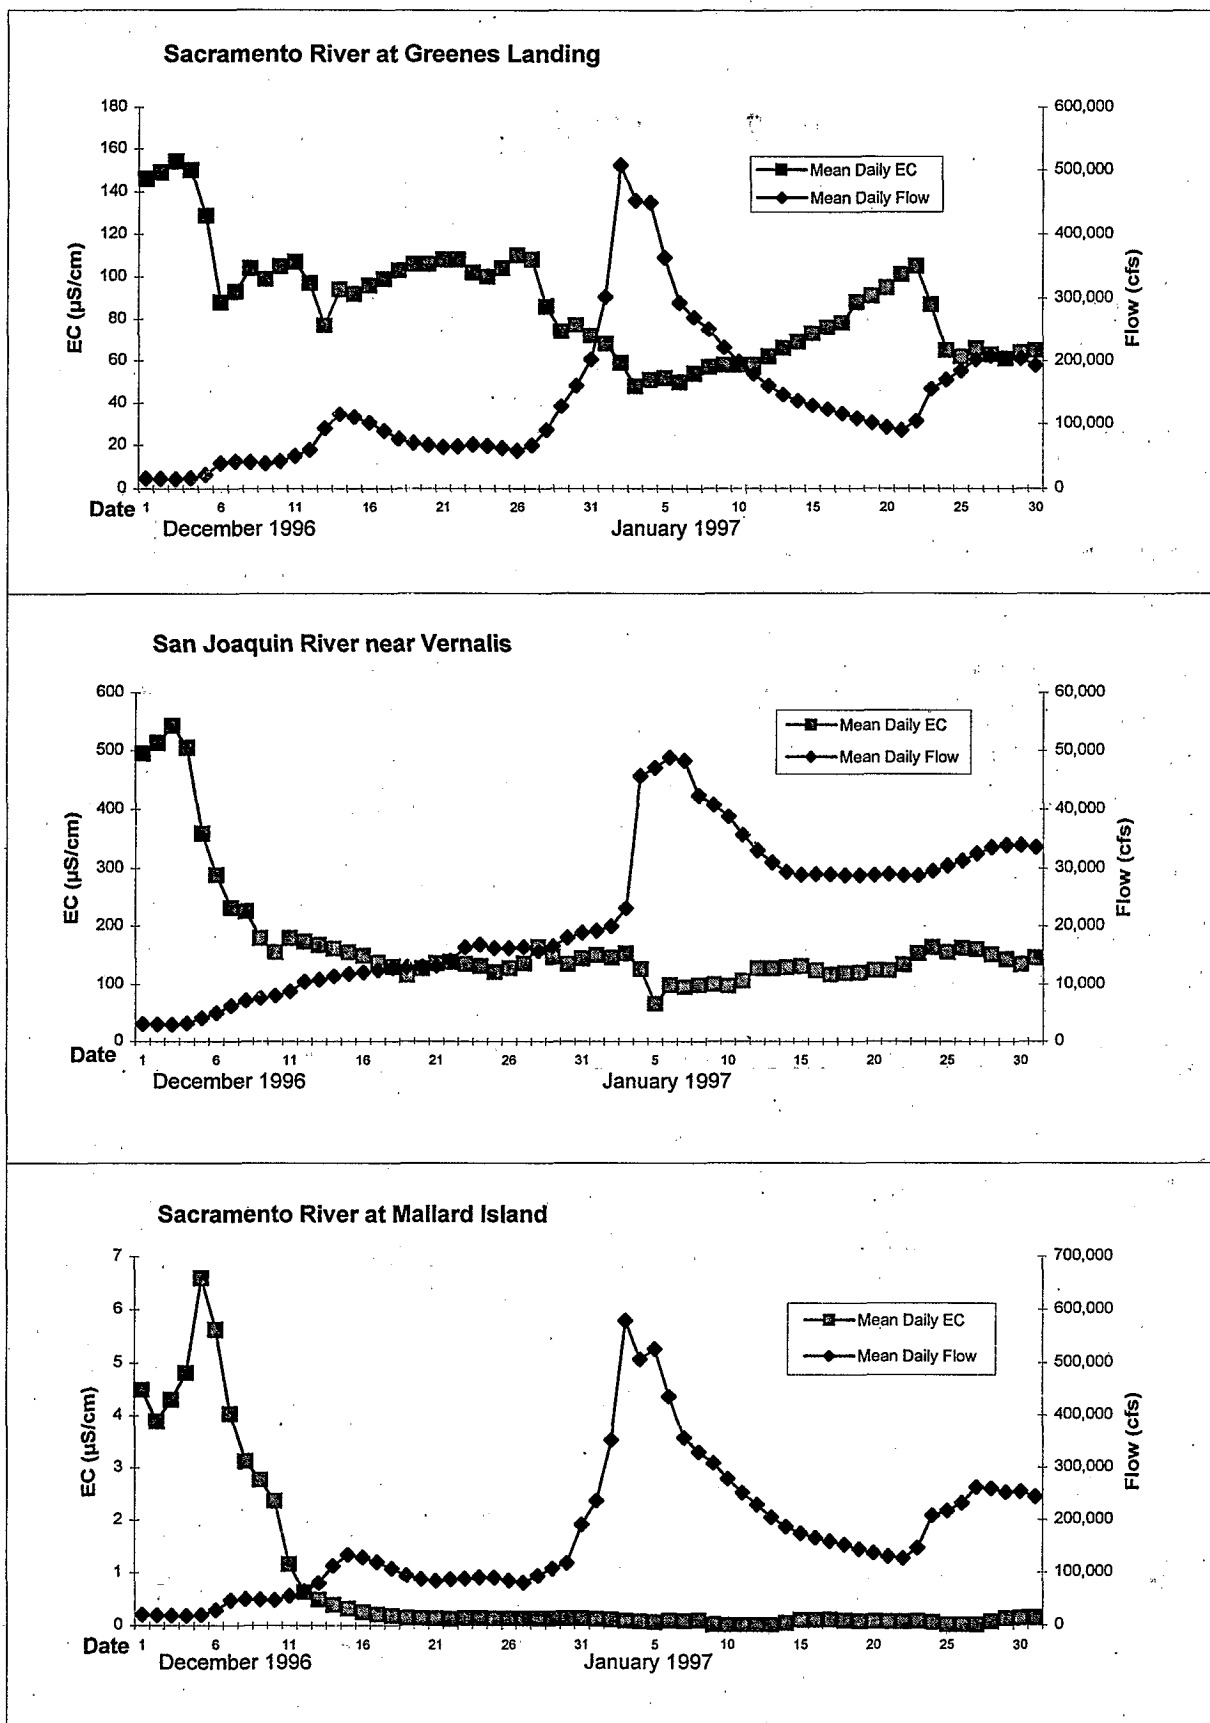 Sacramento River at Greenes Landing
180
160
140
120
100
80
60
40
20
0
EC (µS/cm)
600,000
500,000
400,000
300,000
200,000
100,000
0
Flow (cfs)
Mean Daily EC
Mean Daily Flow
Date 1 6 11 16 21 26 31 5 10 15 20 25 30
December 1996 January 1997
San Joaquin River near Vernalis
600
500
400
300
200
100
0
EC (µS/cm)
60,000
50,000
40,000
30,000
20,000
10,000
0
Flow (cfs)
Mean Daily EC
Mean Daily Flow
Date 1 6 11 16 21 26 31 5 10 15 20 25 30
December 1996 January 1997
Sacramento River at Mallard Island
7
6
5
4
3
2
1
0
EC (µS/cm)
700,000
600,000
500,000
400,000
300,000
200,000
100,000
0
Flow (cfs)
Mean Daily EC
Mean Daily Flow
Date 1 6 11 16 21 26 31 5 10 15 20 25 30
December 1996 January 1997